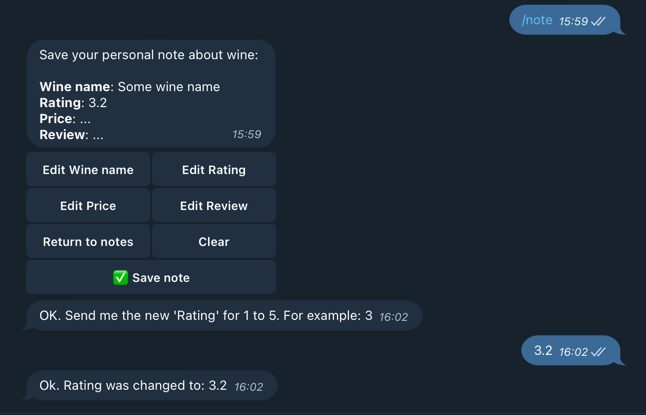 /note 15:59
Save your personal note about wine:
Wine name: Some wine name
Rating: 3.2
Price: ...
Review: ...
15:59
Edit Wine name
Edit Rating
Edit Price
Edit Review
Return to notes
Clear
✅ Save note
OK. Send me the new 'Rating' for 1 to 5. For example: 3 16:02
3.2 16:02
Ok. Rating was changed to: 3.2 16:02